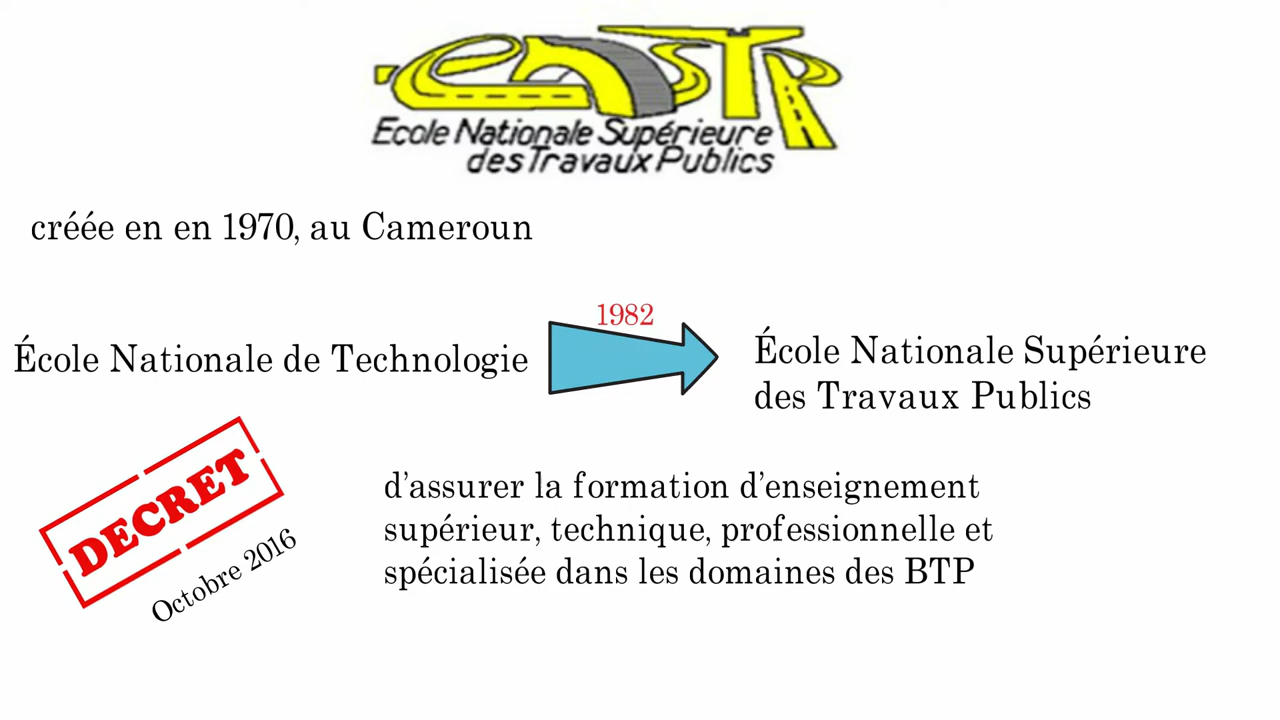 enSTP
Ecole Nationale Supérieure
des Travaux Publics
créée en en 1970, au Cameroun
1982
École Nationale de Technologie
École Nationale Supérieure
des Travaux Publics
DECRET
Octobre 2016
d'assurer la formation d'enseignement
supérieur, technique, professionnelle et
spécialisée dans les domaines des BTP